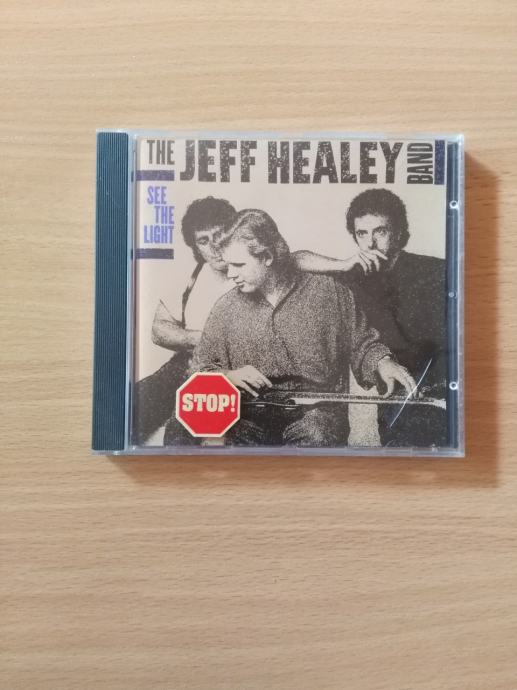 THE JEFF HEALEY BAND
SEE
THE
LIGHT
STOP!